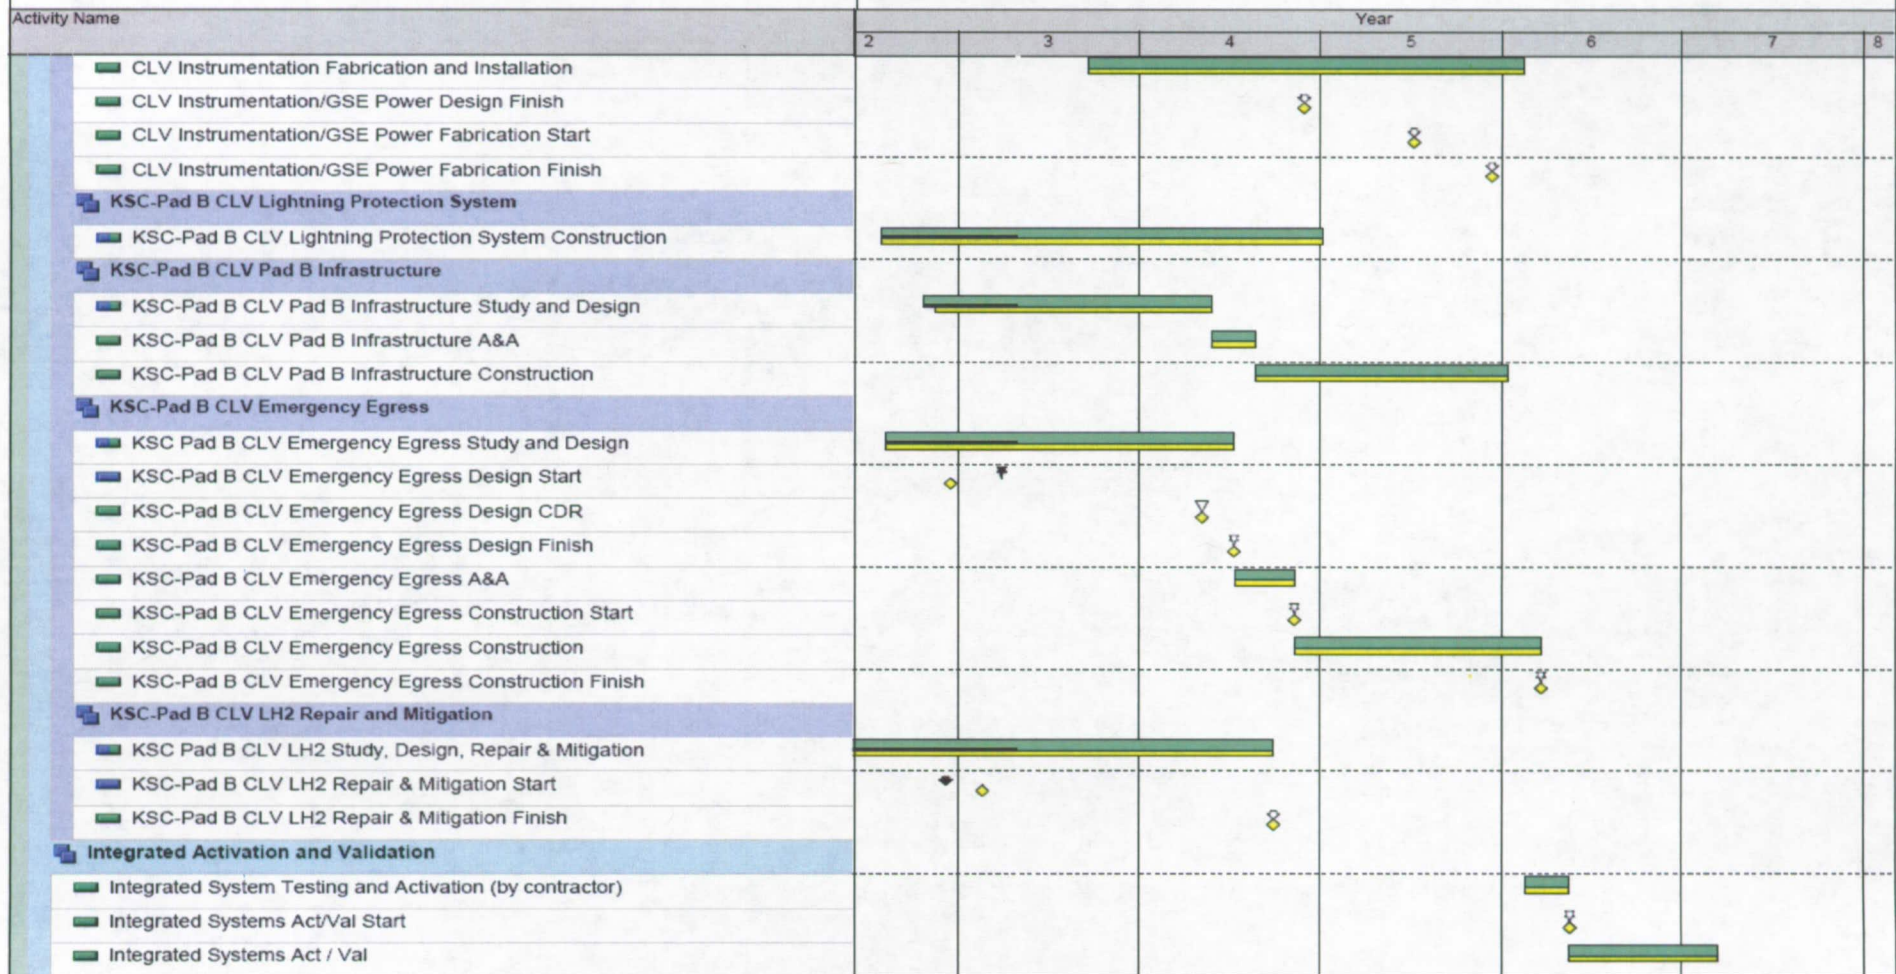 Activity Name
Year
2 3 4 5 6 7 8
CLV Instrumentation Fabrication and Installation
CLV Instrumentation/GSE Power Design Finish
CLV Instrumentation/GSE Power Fabrication Start
CLV Instrumentation/GSE Power Fabrication Finish
KSC-Pad B CLV Lightning Protection System
KSC-Pad B CLV Lightning Protection System Construction
KSC-Pad B CLV Pad B Infrastructure
KSC-Pad B CLV Pad B Infrastructure Study and Design
KSC-Pad B CLV Pad B Infrastructure A&A
KSC-Pad B CLV Pad B Infrastructure Construction
KSC-Pad B CLV Emergency Egress
KSC Pad B CLV Emergency Egress Study and Design
KSC-Pad B CLV Emergency Egress Design Start
KSC-Pad B CLV Emergency Egress Design CDR
KSC-Pad B CLV Emergency Egress Design Finish
KSC-Pad B CLV Emergency Egress A&A
KSC-Pad B CLV Emergency Egress Construction Start
KSC-Pad B CLV Emergency Egress Construction
KSC-Pad B CLV Emergency Egress Construction Finish
KSC-Pad B CLV LH2 Repair and Mitigation
KSC Pad B CLV LH2 Study, Design, Repair & Mitigation
KSC-Pad B CLV LH2 Repair & Mitigation Start
KSC-Pad B CLV LH2 Repair & Mitigation Finish
Integrated Activation and Validation
Integrated System Testing and Activation (by contractor)
Integrated Systems Act/Val Start
Integrated Systems Act / Val